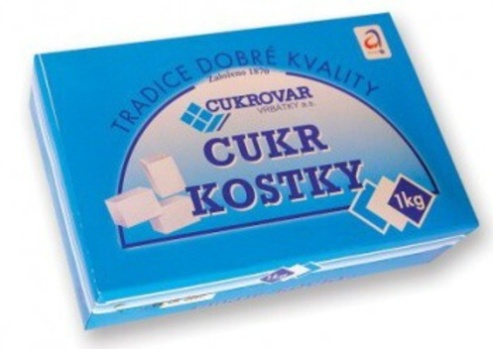 TRADICE DOBRÉ KVALITY
Založeno 1870
CUKROVAR
VRBÁTKY a.s.
CUKR
KOSTKY
1kg